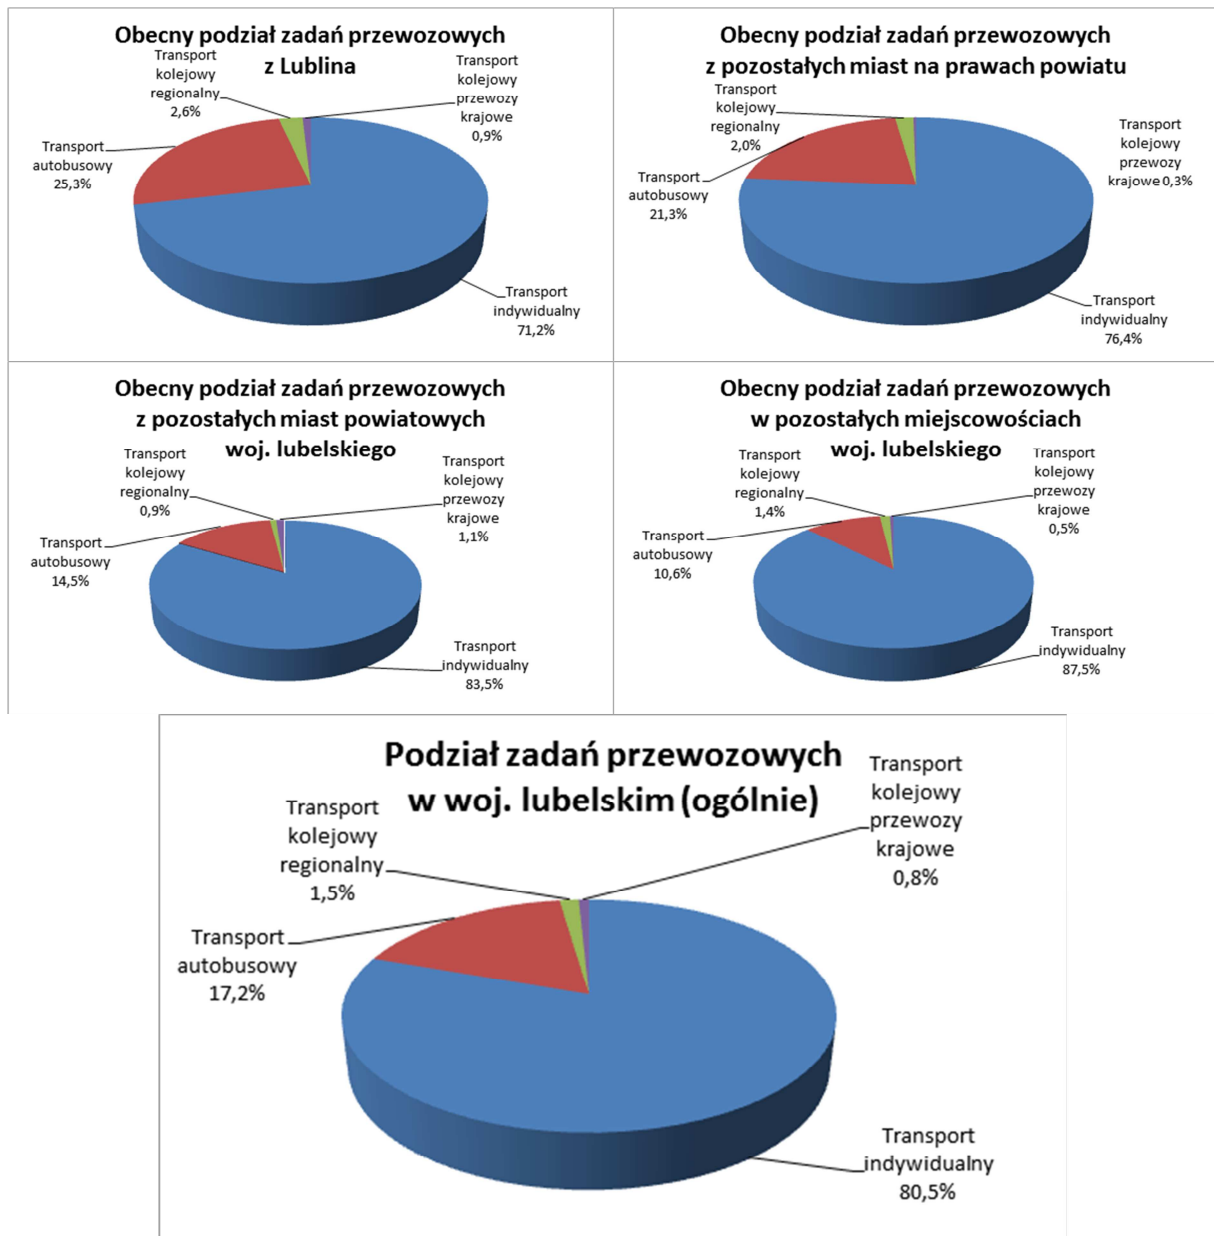 Obecny podział zadań przewozowych
z Lublina
Transport
kolejowy
regionalny
2,6%
Transport
kolejowy
przewozy
krajowe
0,9%
Transport
autobusowy
25,3%
Transport
indywidualny
71,2%
Obecny podział zadań przewozowych
z pozostałych miast na prawach powiatu
Transport
kolejowy
regionalny
2,0%
Transport
kolejowy
przewozy
krajowe 0,3%
Transport
autobusowy
21,3%
Transport
indywidualny
76,4%
Obecny podział zadań przewozowych
z pozostałych miast powiatowych
woj. lubelskiego
Transport
kolejowy
regionalny
0,9%
Transport
kolejowy
przewozy
krajowe
1,1%
Transport
autobusowy
14,5%
Trasnport
indywidualny
83,5%
Obecny podział zadań przewozowych
w pozostałych miejscowościach
woj. lubelskiego
Transport
kolejowy
regionalny
1,4%
Transport
kolejowy
przewozy
krajowe
0,5%
Transport
autobusowy
10,6%
Transport
indywidualny
87,5%
Podział zadań przewozowych
w woj. lubelskim (ogólnie)
Transport
kolejowy
regionalny
1,5%
Transport
kolejowy
przewozy
krajowe
0,8%
Transport
autobusowy
17,2%
Transport
indywidualny
80,5%